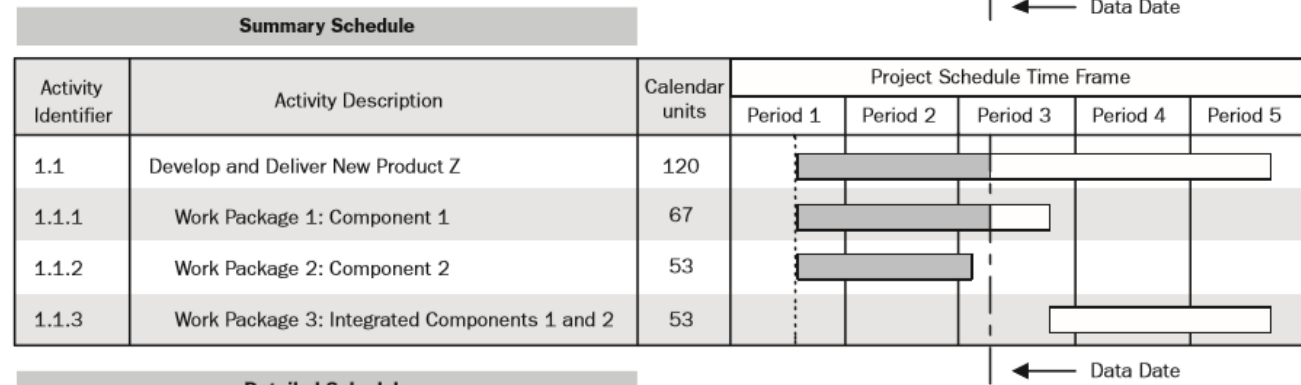 Data Date
Summary Schedule
Activity Identifier
Activity Description
Calendar units
Project Schedule Time Frame
Period 1
Period 2
Period 3
Period 4
Period 5
1.1 Develop and Deliver New Product Z 120
1.1.1 Work Package 1: Component 1 67
1.1.2 Work Package 2: Component 2 53
1.1.3 Work Package 3: Integrated Components 1 and 2 53
Data Date